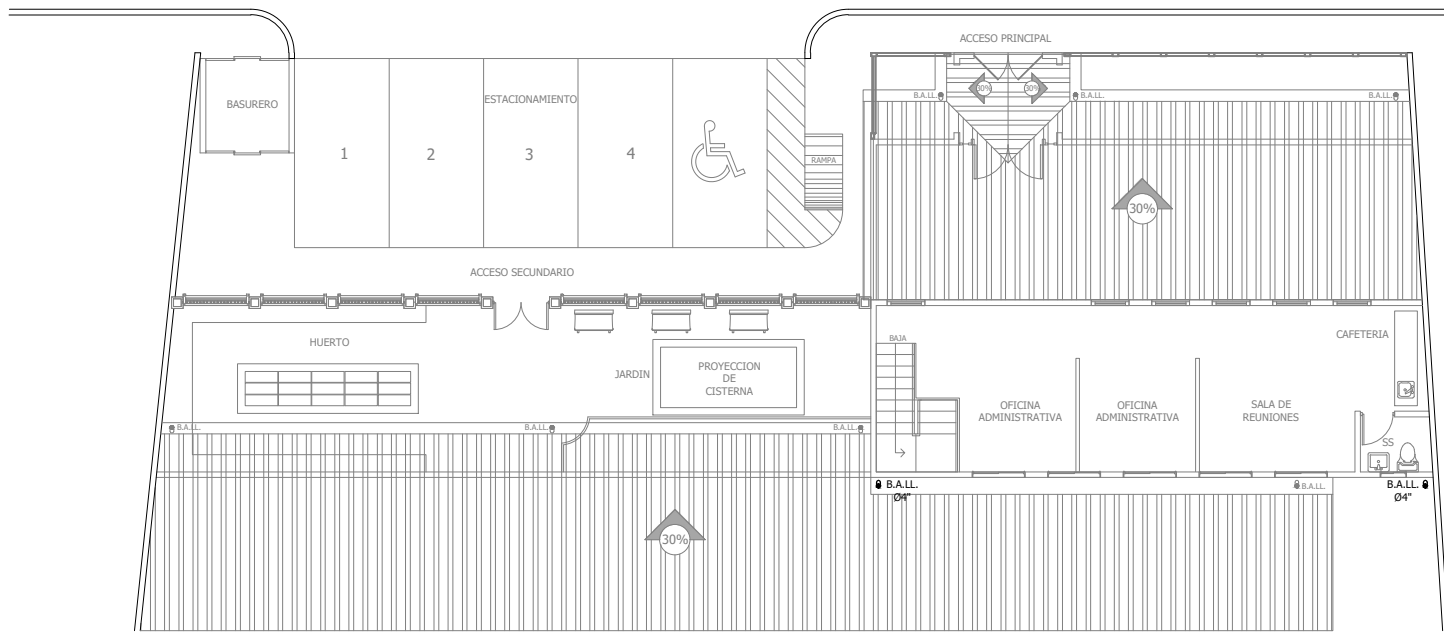 ACCESO PRINCIPAL
BASURERO
ESTACIONAMIENTO
30%
30%
B.A.LL.
B.A.LL.
B.A.LL.
1
2
3
4
RAMPA
30%
ACCESO SECUNDARIO
HUERTO
BAJA
CAFETERIA
JARDIN
PROYECCION
DE
CISTERNA
OFICINA
ADMINISTRATIVA
OFICINA
ADMINISTRATIVA
SALA DE
REUNIONES
B.A.LL.
B.A.LL.
B.A.LL.
SS
B.A.LL.
Ø4"
B.A.LL.
B.A.LL.
Ø4"
30%